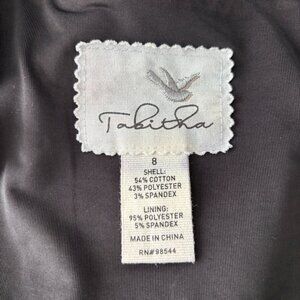 Tabitha
8
SHELL:
54% COTTON
43% POLYESTER
3% SPANDEX
LINING:
95% POLYESTER
5% SPANDEX
MADE IN CHINA
RN#98544